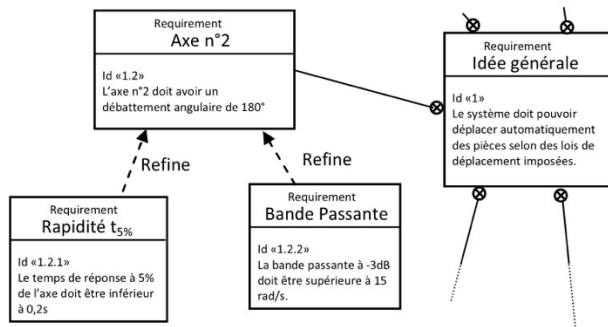 Requirement
Axe n°2
Id «1.2»
L'axe n°2 doit avoir un
débattement angulaire de 180°
Requirement
Idée générale
Id «1»
Le système doit pouvoir
déplacer automatiquement
des pièces selon des lois de
déplacement imposées.
Refine
Refine
Requirement
Rapidité t5%
Id «1.2.1»
Le temps de réponse à 5%
de l'axe doit être inférieur
à 0,2s
Requirement
Bande Passante
Id «1.2.2»
La bande passante à -3dB
doit être supérieure à 15
rad/s.